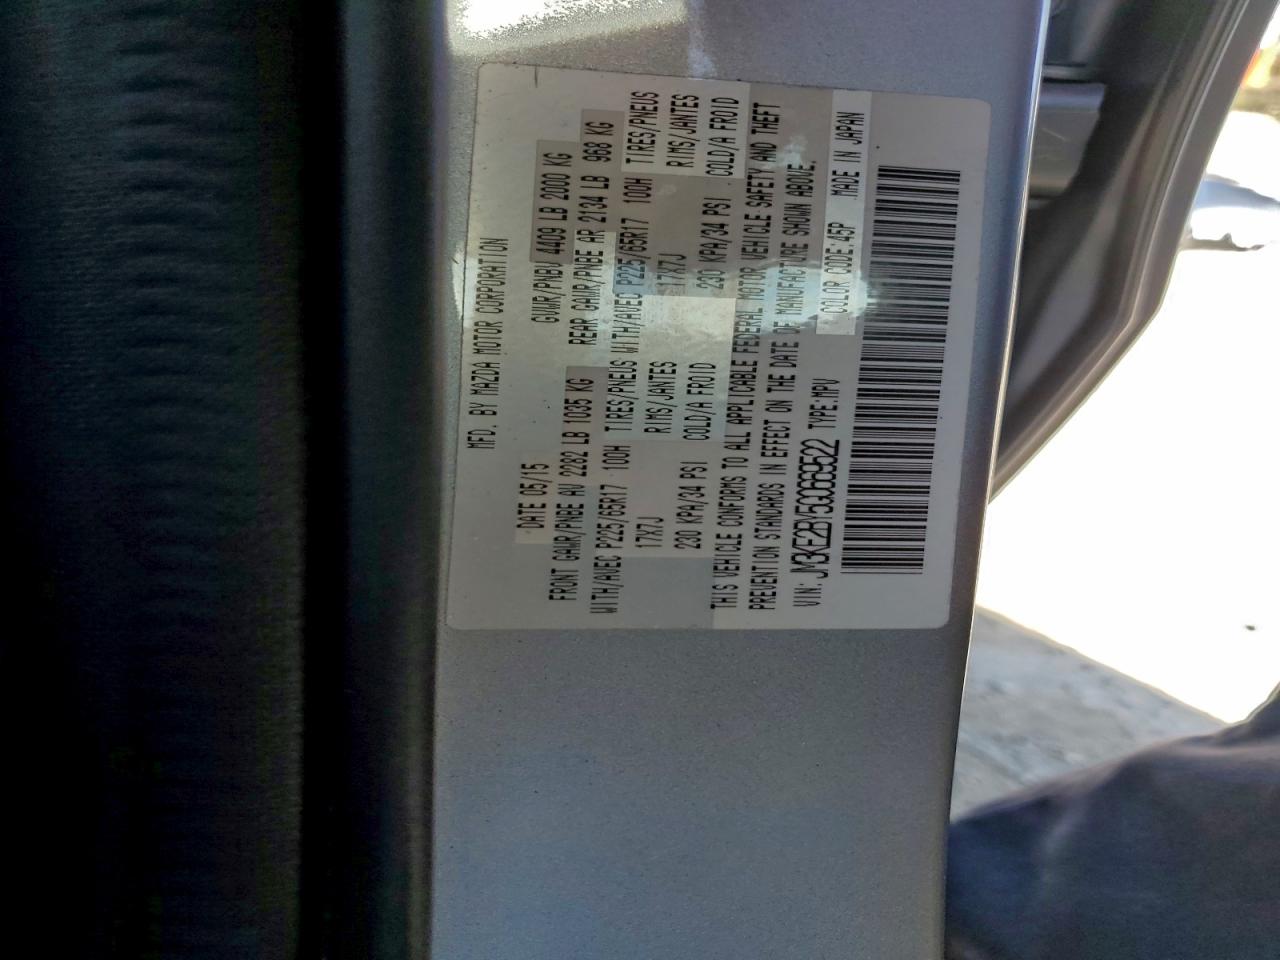 MFD. BY MAZDA MOTOR CORPORATION
DATE 05/15 GVWR/PNBV 4409 LB 2000 KG
FRONT GAWR/PNBE AV 2282 LB 1035 KG REAR GAWR/PNBE AR 2134 LB 968 KG
WITH/AVEC P225/65R17 100H TIRES/PNEUS WITH/AVEC P225/65R17 100H TIRES/PNEUS
17X7J RIMS/JANTES 17X7J RIMS/JANTES
230 KPA/34 PSI COLD/A FROID 230 KPA/34 PSI COLD/A FROID
THIS VEHICLE CONFORMS TO ALL APPLICABLE FEDERAL MOTOR VEHICLE SAFETY AND THEFT
PREVENTION STANDARDS IN EFFECT ON THE DATE OF MANUFACTURE SHOWN ABOVE.
VIN: JM3KE2BY5G0669522 TYPE:MPV COLOR CODE:45P MADE IN JAPAN